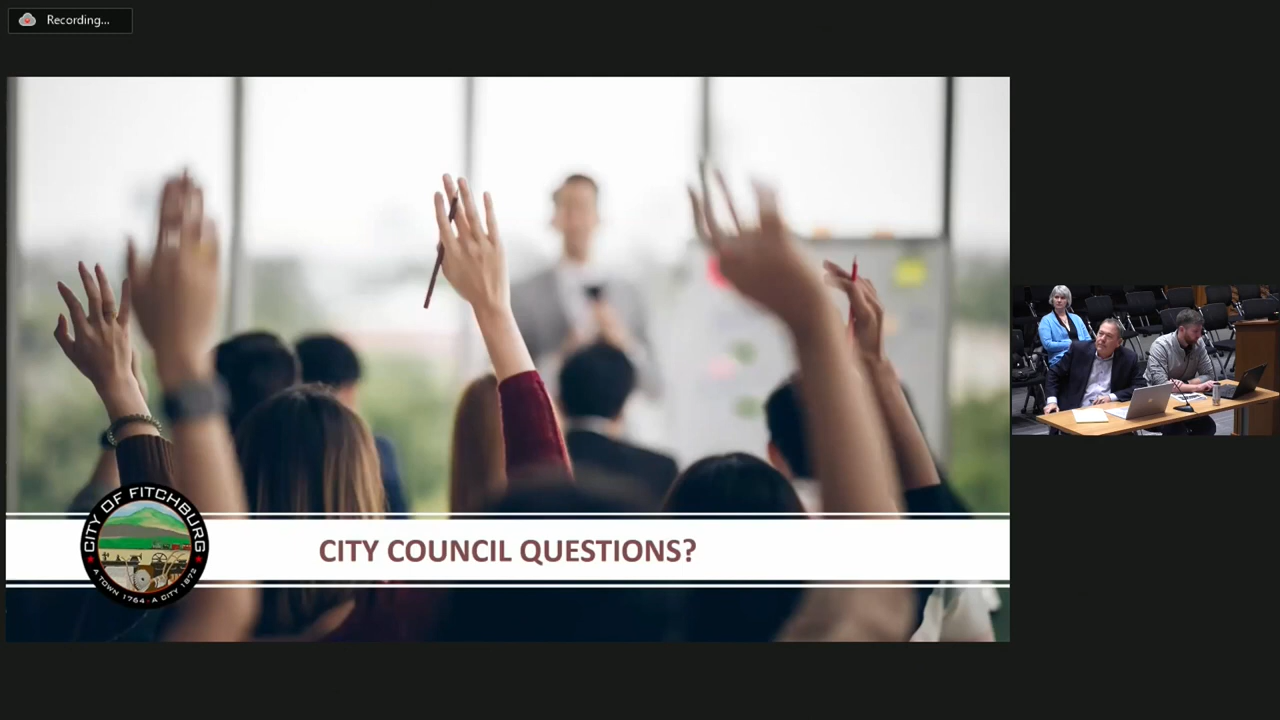 Recording...
CITY OF FITCHBURG
A TOWN 1764 · A CITY 1872
CITY COUNCIL QUESTIONS?